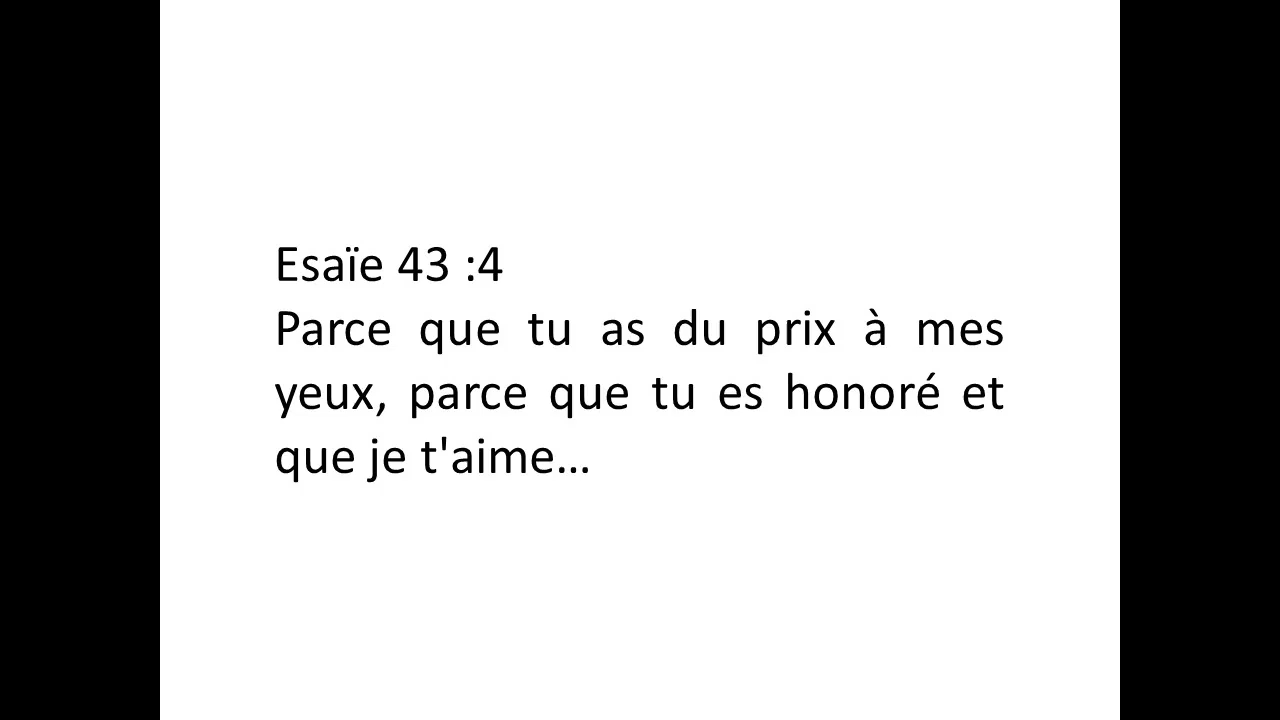 Esaïe 43 :4
Parce que tu as du prix à mes
yeux, parce que tu es honoré et
que je t'aime…